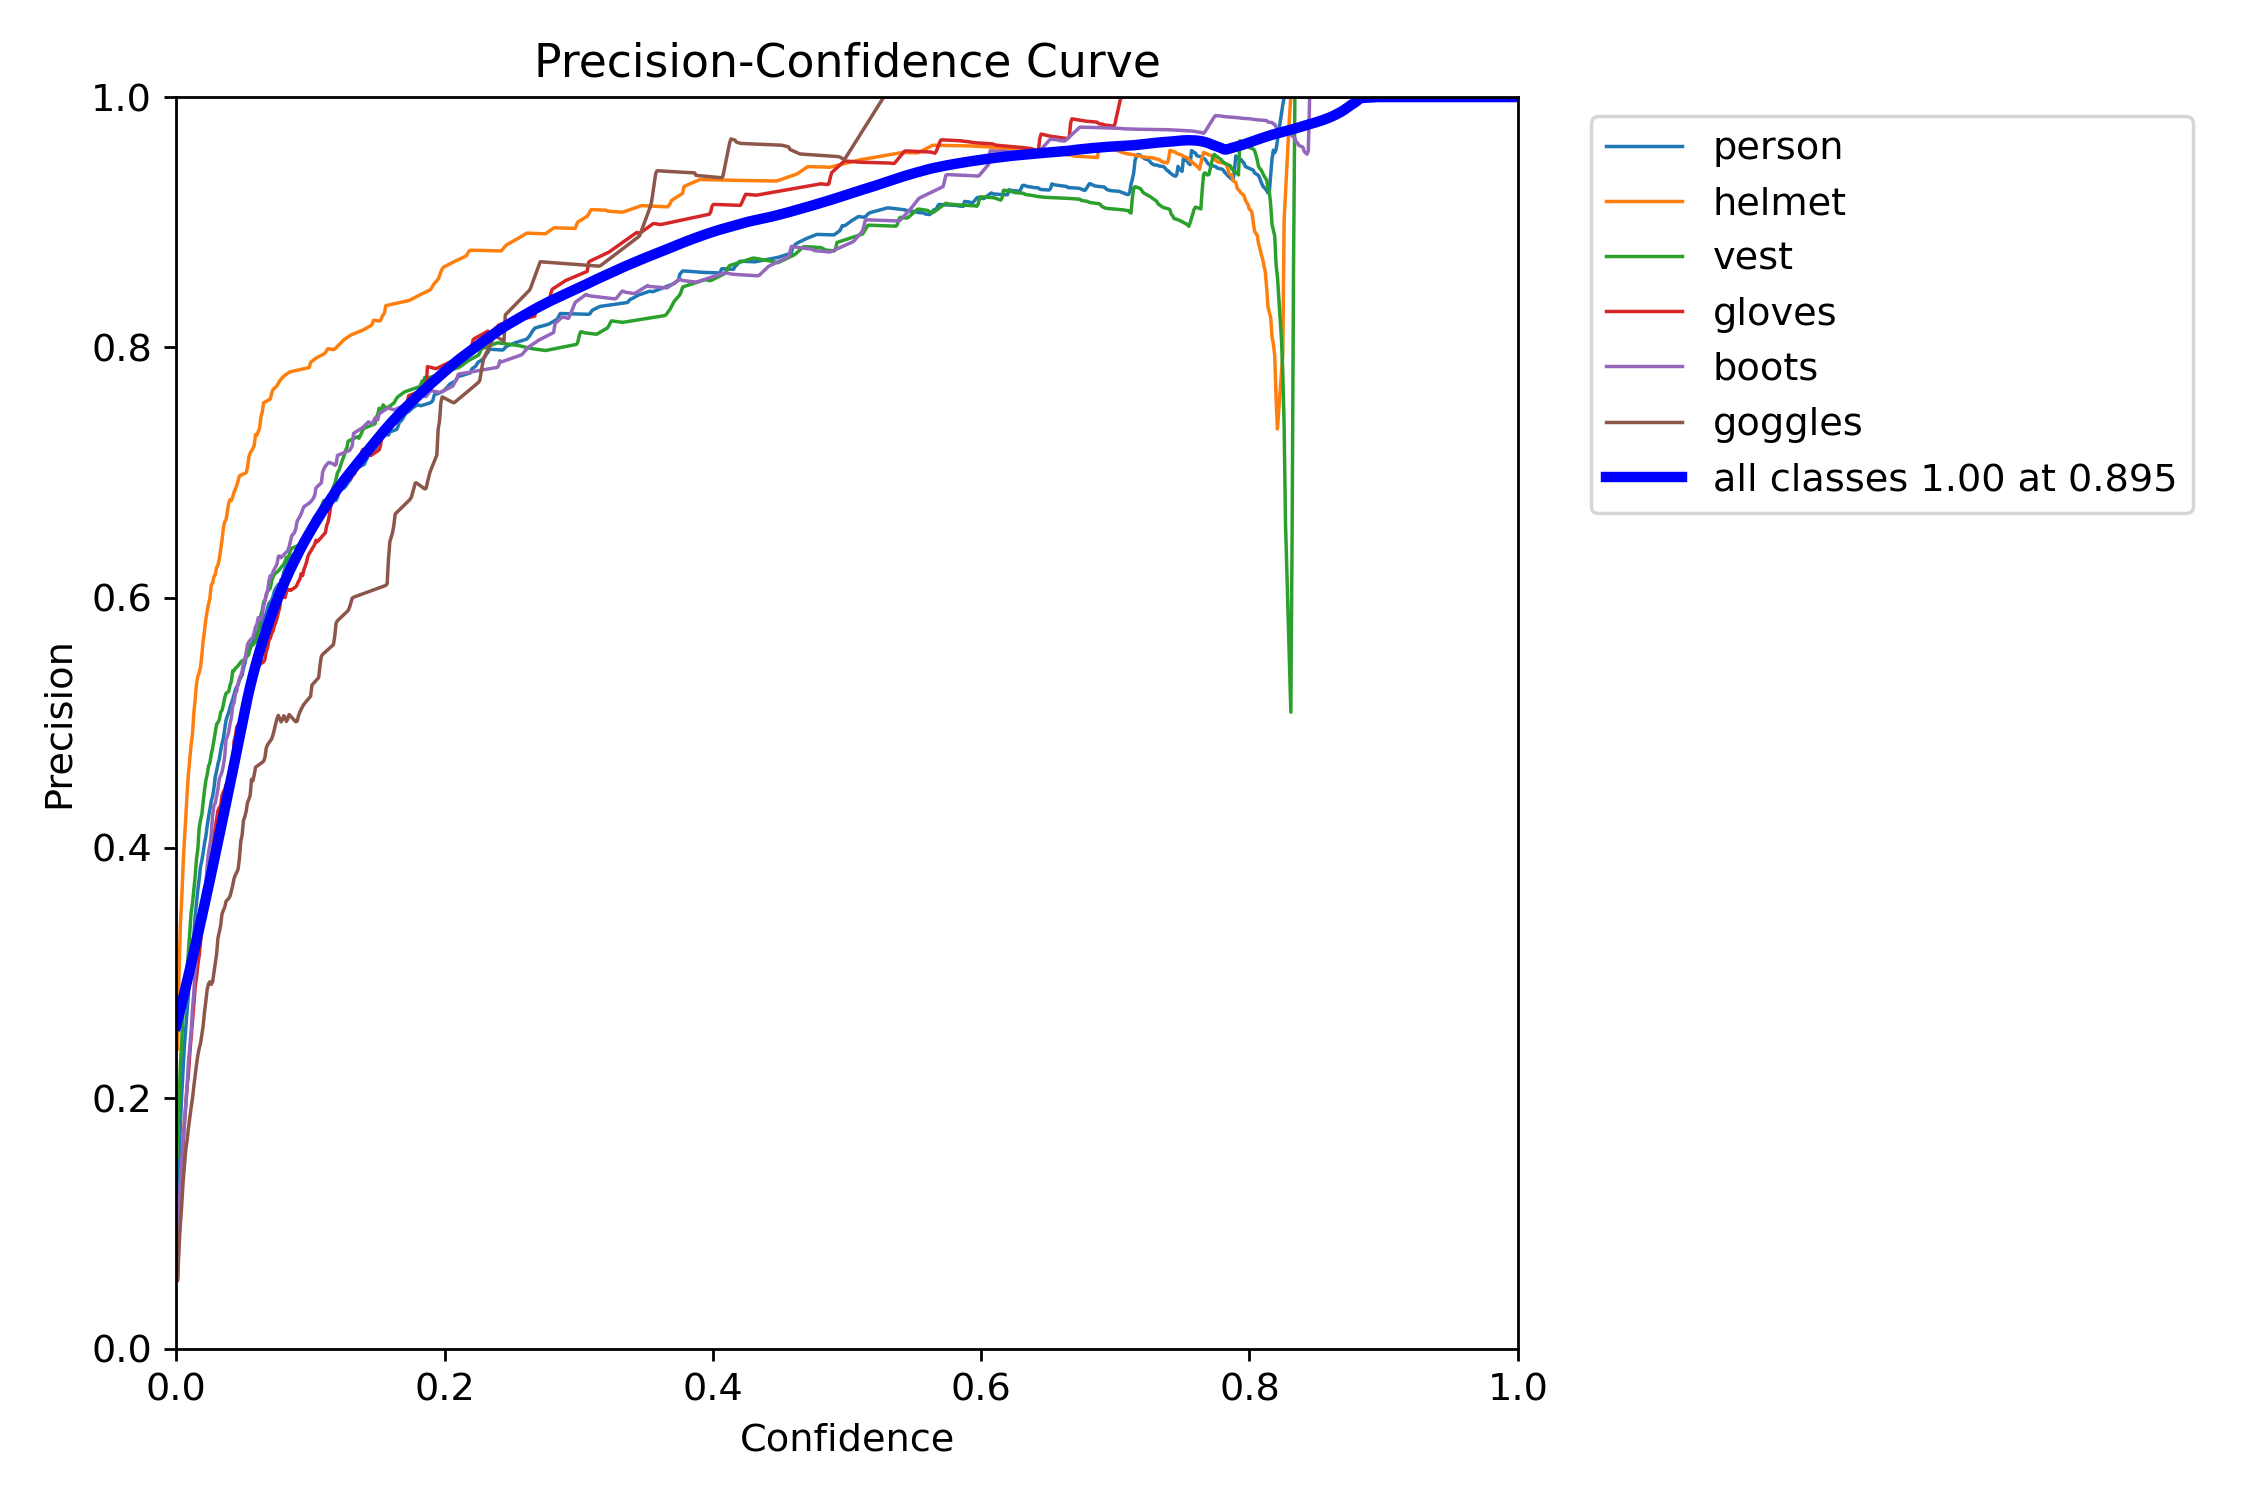 Precision-Confidence Curve
1.0
0.8
0.6
0.4
0.2
0.0
Precision
0.0 0.2 0.4 0.6 0.8 1.0
Confidence
person
helmet
vest
gloves
boots
goggles
all classes 1.00 at 0.895